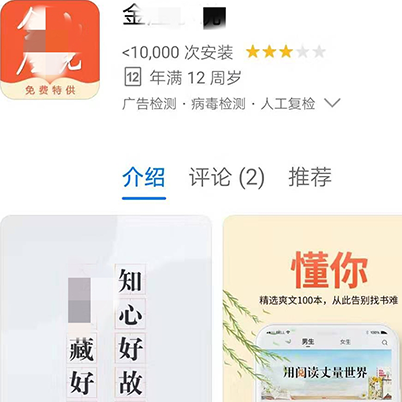 金
免费特供
<10,000 次安装
12 年满 12 周岁
广告检测 · 病毒检测 · 人工复检
介绍 评论 (2) 推荐
知心好故
藏好
懂你
精选爽文100本，从此告别找书难
男生 女生
用阅读丈量世界